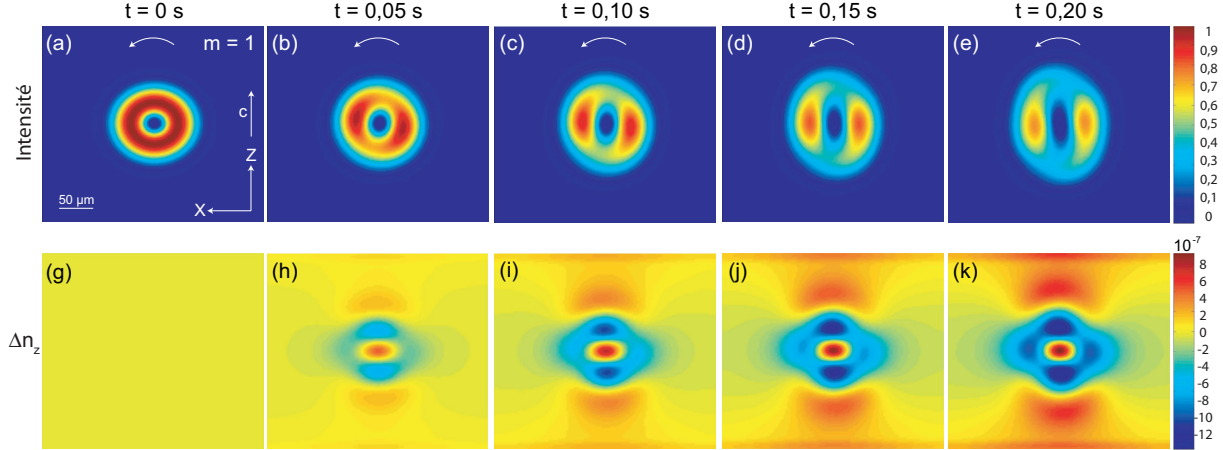 t = 0 s t = 0,05 s t = 0,10 s t = 0,15 s t = 0,20 s
(a) m = 1 (b) (c) (d) (e)
Intensité
c
Z
X
50 µm
1
0,9
0,8
0,7
0,6
0,5
0,4
0,3
0,2
0,1
0
(g) (h) (i) (j) (k)
Δn_z
10^-7
8
6
4
2
0
-2
-4
-6
-8
-10
-12